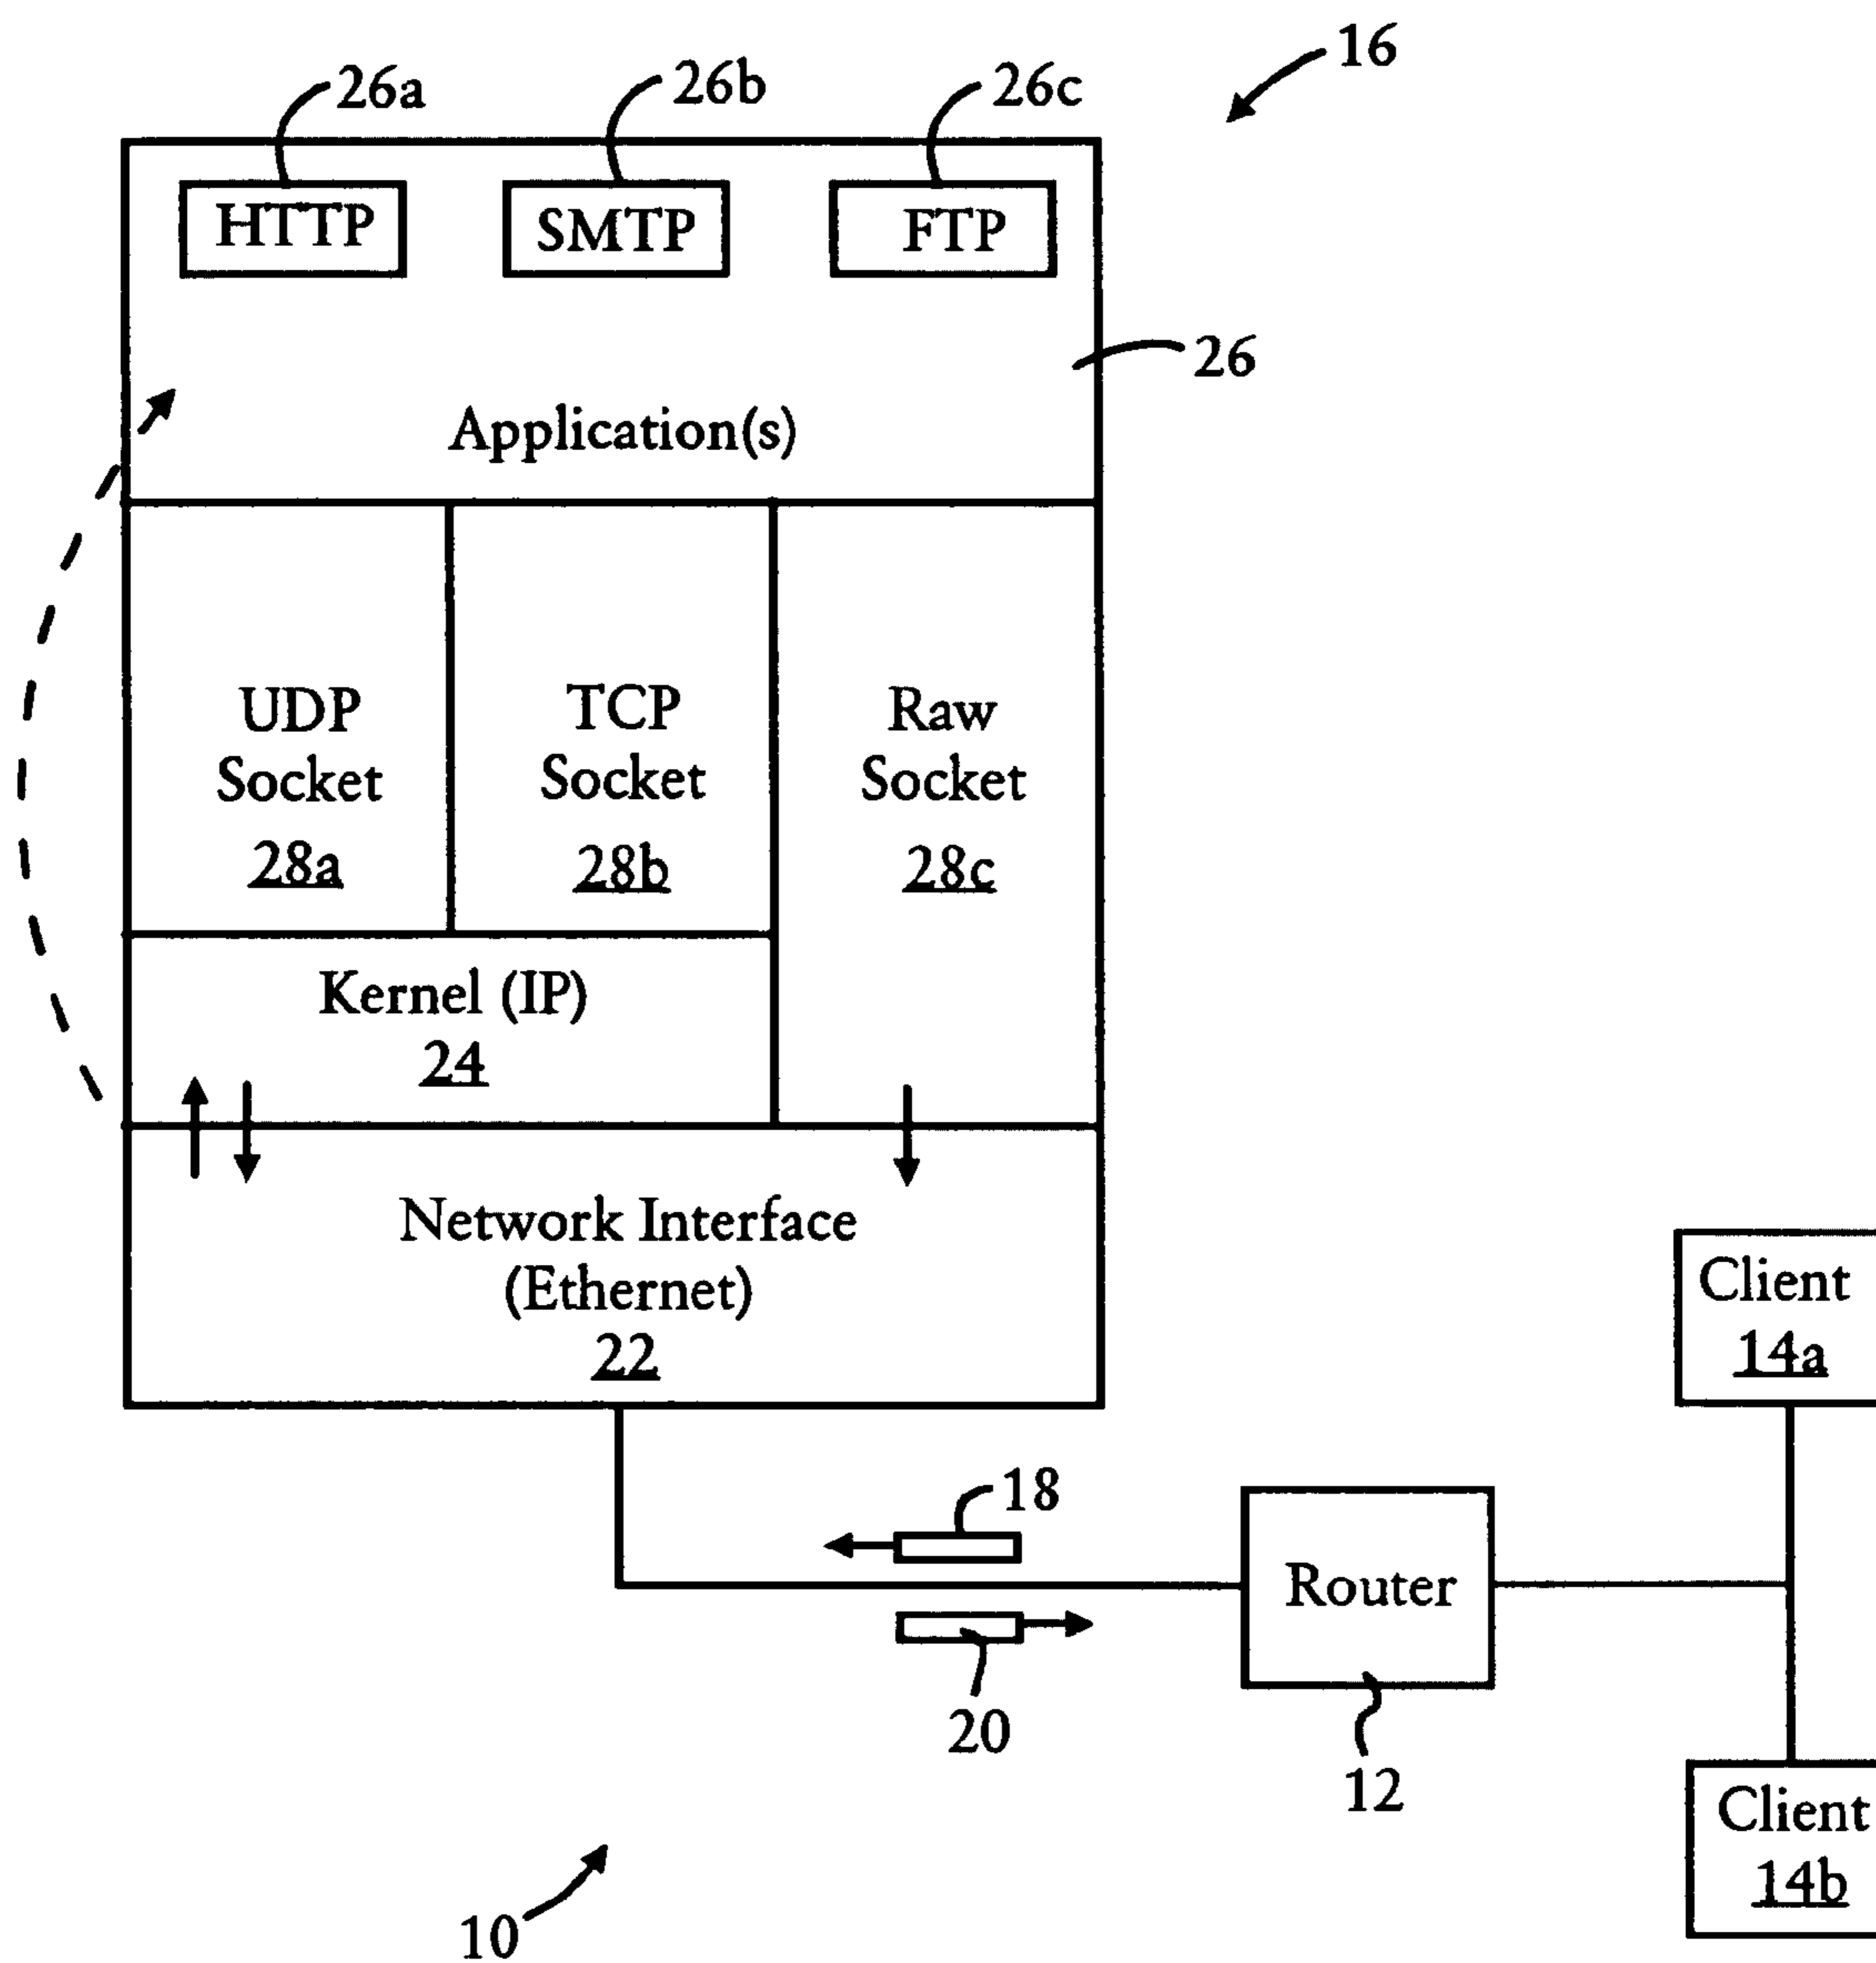 16
26a
26b
26c
HTTP
SMTP
FTP
26
Application(s)
UDP
Socket
28a
TCP
Socket
28b
Raw
Socket
28c
Kernel (IP)
24
Network Interface
(Ethernet)
22
Client
14a
18
Router
20
12
Client
14b
10